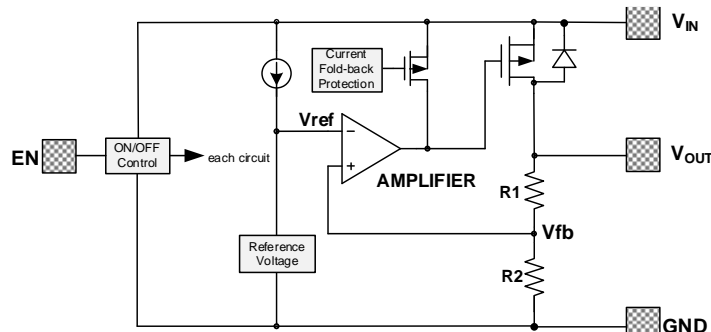 VIN
Current
Fold-back
Protection
Vref
−
+
AMPLIFIER
EN
ON/OFF
Control
each circuit
VOUT
R1
Vfb
Reference
Voltage
R2
GND